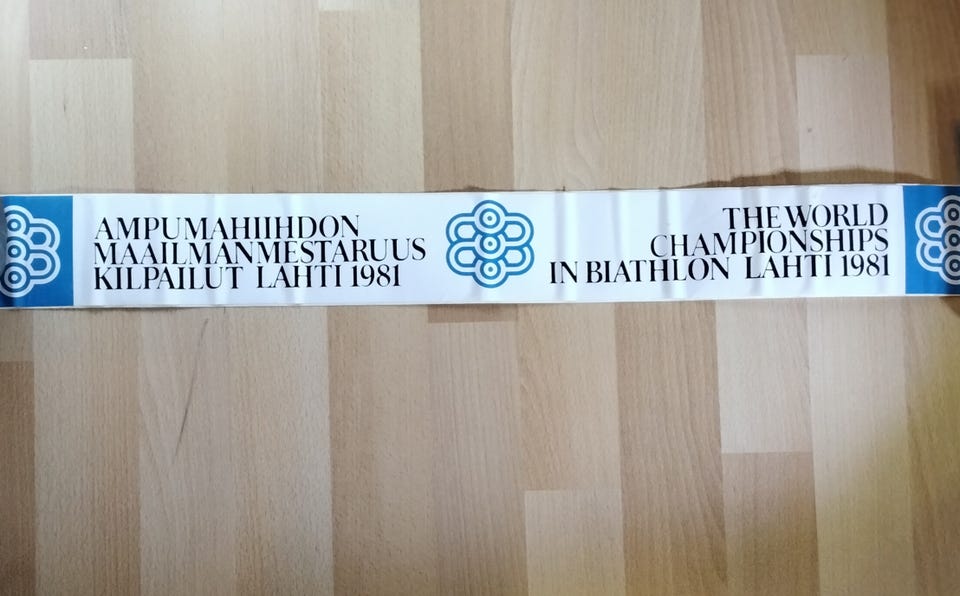 AMPUMAHIIHDON
MAAILMANMESTARUUS
KILPAILUT LAHTI 1981
THE WORLD
CHAMPIONSHIPS
IN BIATHLON LAHTI 1981